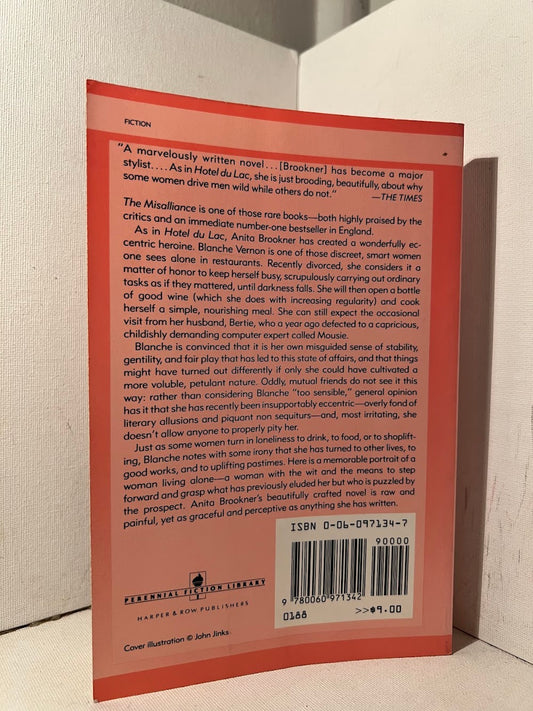 FICTION
"A marvelously written novel... [Brookner] has become a major
stylist.... As in Hotel du Lac, she is just brooding, beautifully, about why
some women drive men wild while others do not."
—THE TIMES
The Misalliance is one of those rare books—both highly praised by the
critics and an immediate number-one bestseller in England.
As in Hotel du Lac, Anita Brookner has created a wonderfully ec-
centric heroine. Blanche Vernon is one of those discreet, smart women
one sees alone in restaurants. Recently divorced, she considers it a
matter of honor to keep herself busy, scrupulously carrying out ordinary
tasks as if they mattered, until darkness falls. She will then open a bottle
of good wine (which she does with increasing regularity) and cook
herself a simple, nourishing meal. She can still expect the occasional
visit from her husband, Bertie, who a year ago defected to a capricious,
childishly demanding computer expert called Mousie.
Blanche is convinced that it is her own misguided sense of stability,
gentility, and fair play that has led to this state of affairs, and that things
might have turned out differently if only she could have cultivated a
more voluble, petulant nature. Oddly, mutual friends do not see it this
way: rather than considering Blanche "too sensible," general opinion
has it that she has recently been insupportably eccentric—overly fond of
literary allusions and piquant non sequiturs—and, most irritating, she
doesn't allow anyone to properly pity her.
Just as some women turn in loneliness to drink, to food, or to shoplift-
ing, Blanche notes with some irony that she has turned to other lives, to
good works, and to uplifting pastimes. Here is a memorable portrait of a
woman living alone—a woman with the wit and the means to step
forward and grasp what has previously eluded her but who is puzzled by
the prospect. Anita Brookner's beautifully crafted novel is raw and
painful, yet as graceful and perceptive as anything she has written.
ISBN 0-06-097134-7
90000
9 780060 971342
0188 >>$9.00
PERENNIAL FICTION LIBRARY
HARPER & ROW PUBLISHERS
Cover illustration © John Jinks